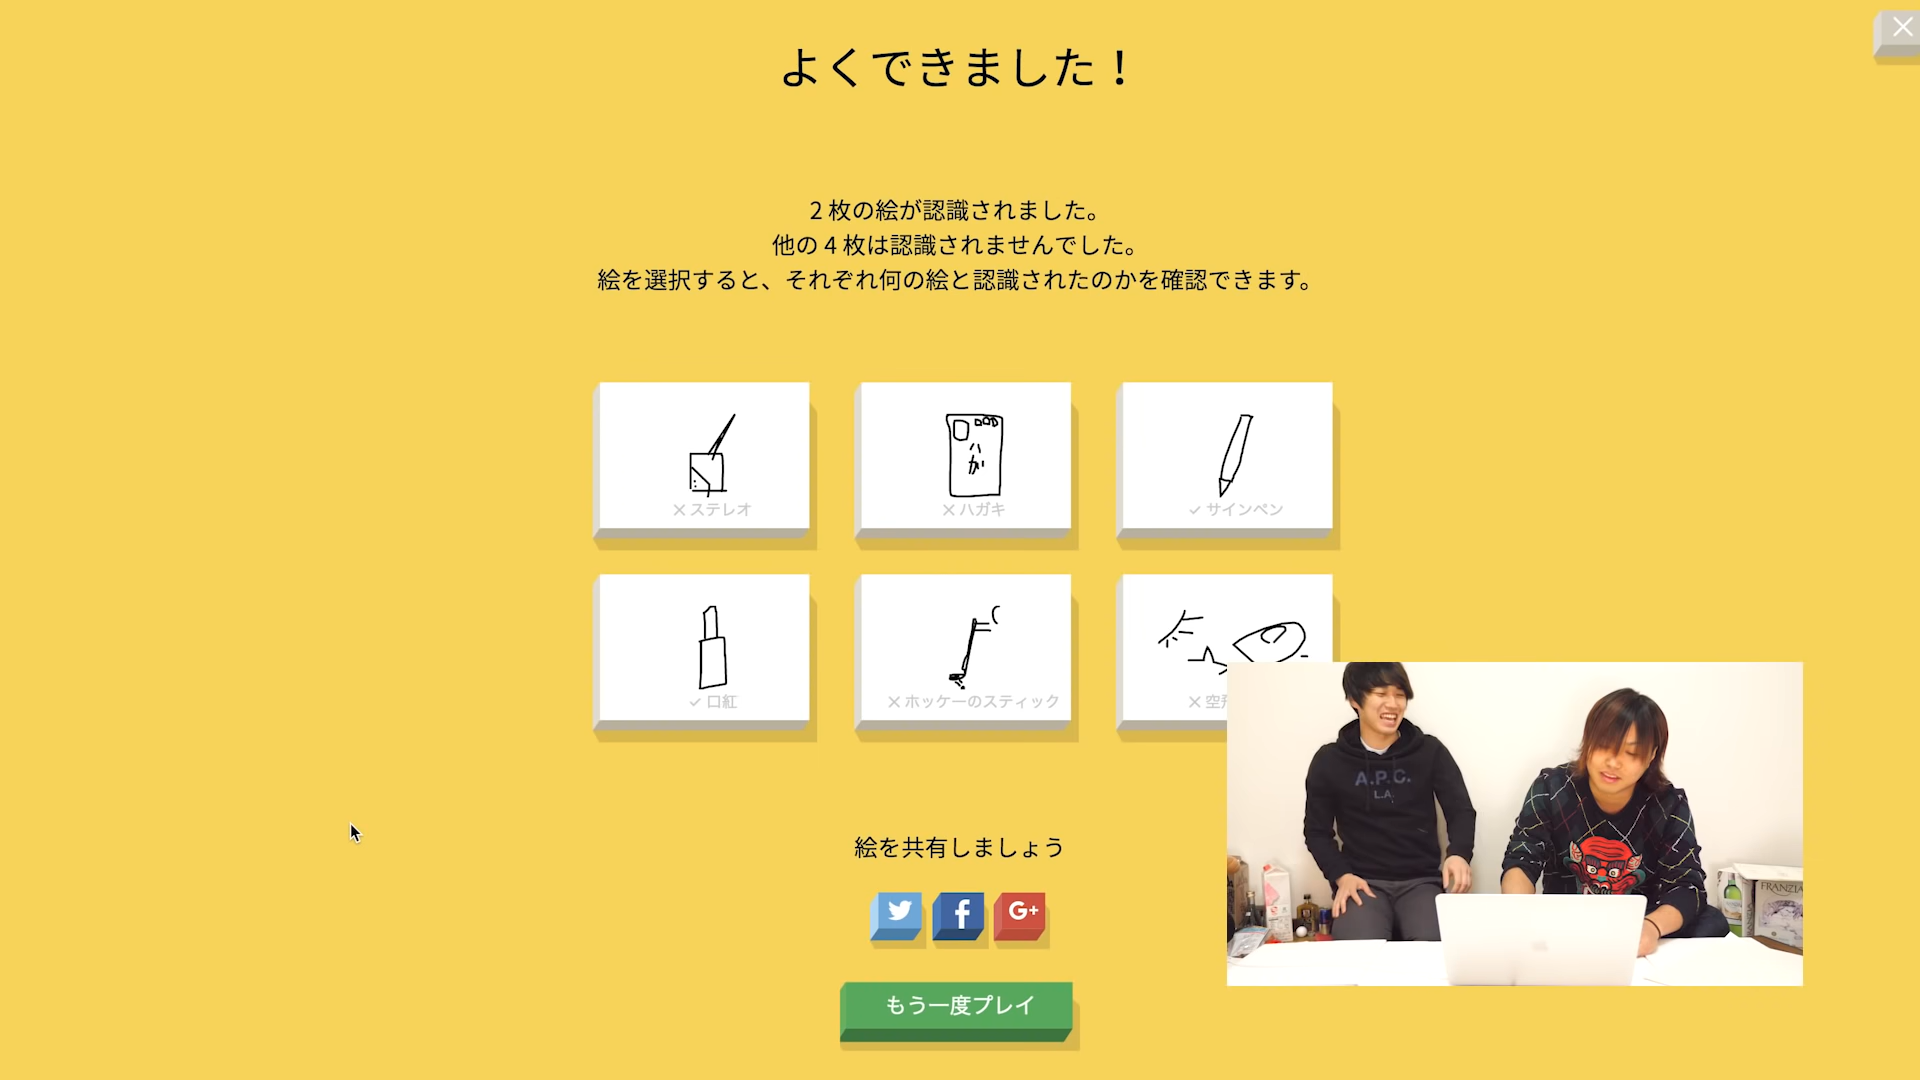 よくできました！
2 枚の絵が認識されました。
他の 4 枚は認識されませんでした。
絵を選択すると、それぞれ何の絵と認識されたのかを確認できます。
ステレオ
ハガキ
ハガ
サインペン
口紅
ホッケーのスティック
空
絵を共有しましょう
G+
もう一度プレイ
A.P.C.
L.A.
FRANZIA